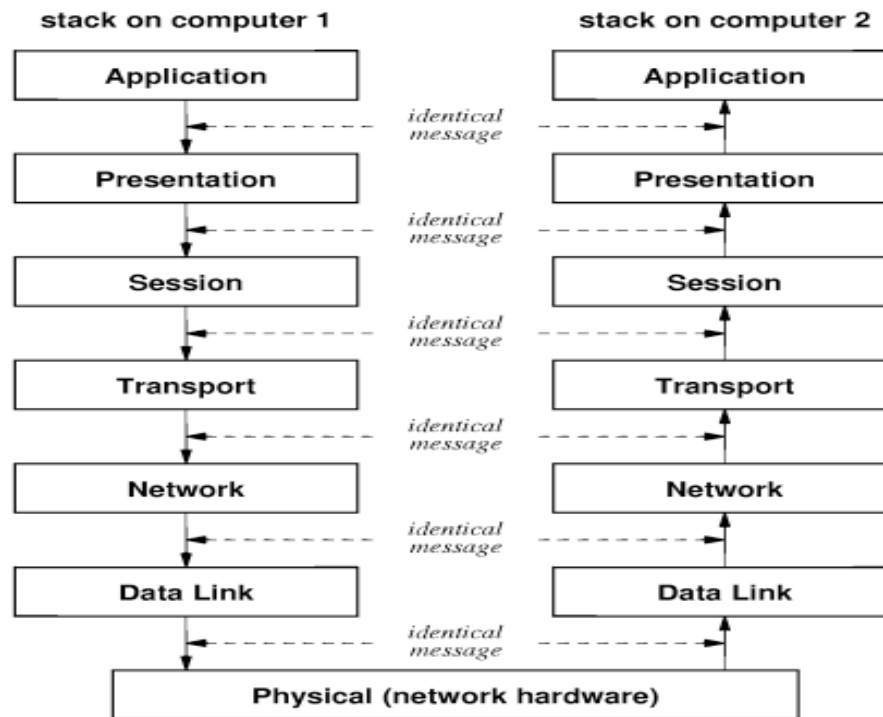 stack on computer 1 stack on computer 2
Application Application
identical
message
Presentation Presentation
identical
message
Session Session
identical
message
Transport Transport
identical
message
Network Network
identical
message
Data Link Data Link
identical
message
Physical (network hardware)